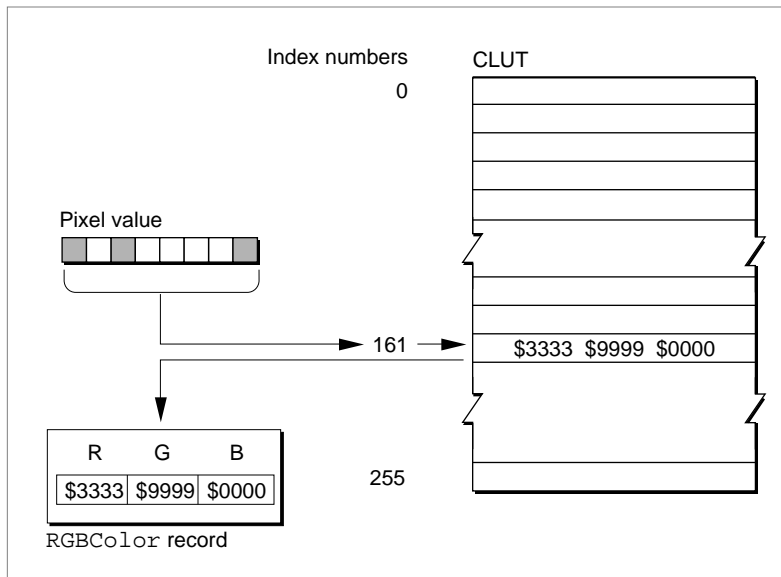 Index numbers
CLUT
0
Pixel value
161
$3333 $9999 $0000
R G B
$3333 $9999 $0000
255
RGBColor record